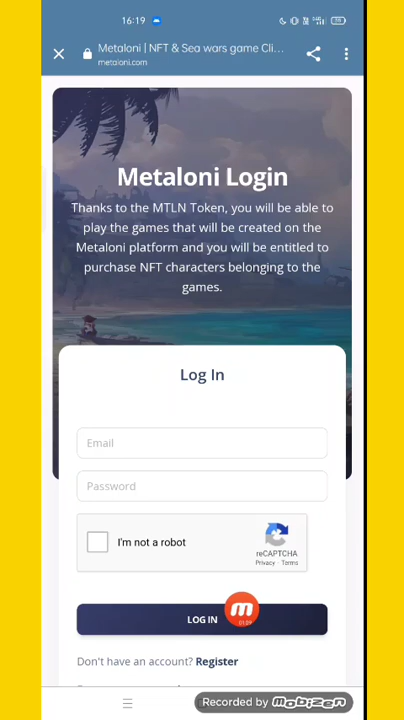 16:19
Metaloni | NFT & Sea wars game Cli...
metaloni.com
Metaloni Login
Thanks to the MTLN Token, you will be able to
play the games that will be created on the
Metaloni platform and you will be entitled to
purchase NFT characters belonging to the
games.
Log In
Email
Password
I'm not a robot
reCAPTCHA
Privacy - Terms
LOG IN
01:09
Don't have an account? Register
Recorded by mobizen